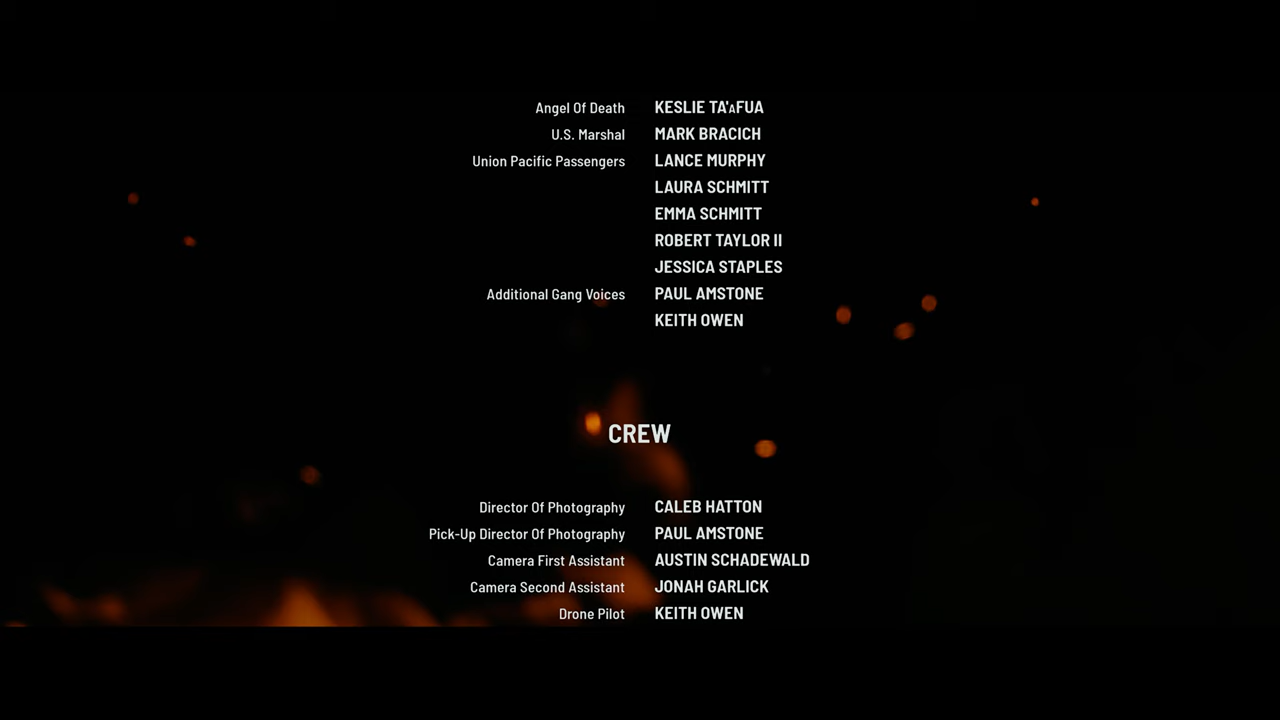 Angel Of Death KESLIE TA'AFUA
U.S. Marshal MARK BRACICH
Union Pacific Passengers LANCE MURPHY
LAURA SCHMITT
EMMA SCHMITT
ROBERT TAYLOR II
JESSICA STAPLES
Additional Gang Voices PAUL AMSTONE
KEITH OWEN
CREW
Director Of Photography CALEB HATTON
Pick-Up Director Of Photography PAUL AMSTONE
Camera First Assistant AUSTIN SCHADEWALD
Camera Second Assistant JONAH GARLICK
Drone Pilot KEITH OWEN